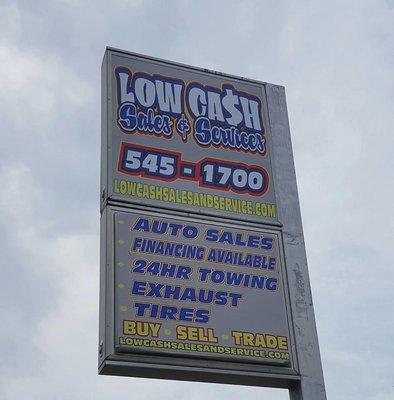 LOW CA$H
Sales & Services
545-1700
LOWCASHSALESANDSERVICE.COM
• AUTO SALES
• FINANCING AVAILABLE
• 24HR TOWING
• EXHAUST
• TIRES
BUY • SELL • TRADE
LOWCASHSALESANDSERVICE.COM